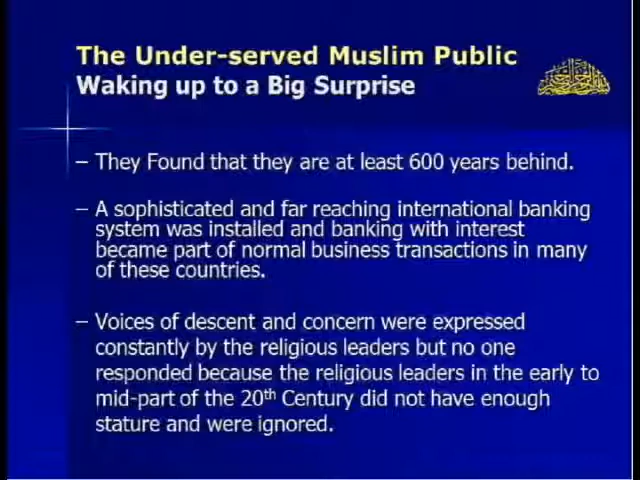 The Under-served Muslim Public
Waking up to a Big Surprise
– They Found that they are at least 600 years behind.
– A sophisticated and far reaching international banking
system was installed and banking with interest
became part of normal business transactions in many
of these countries.
– Voices of descent and concern were expressed
constantly by the religious leaders but no one
responded because the religious leaders in the early to
mid-part of the 20th Century did not have enough
stature and were ignored.